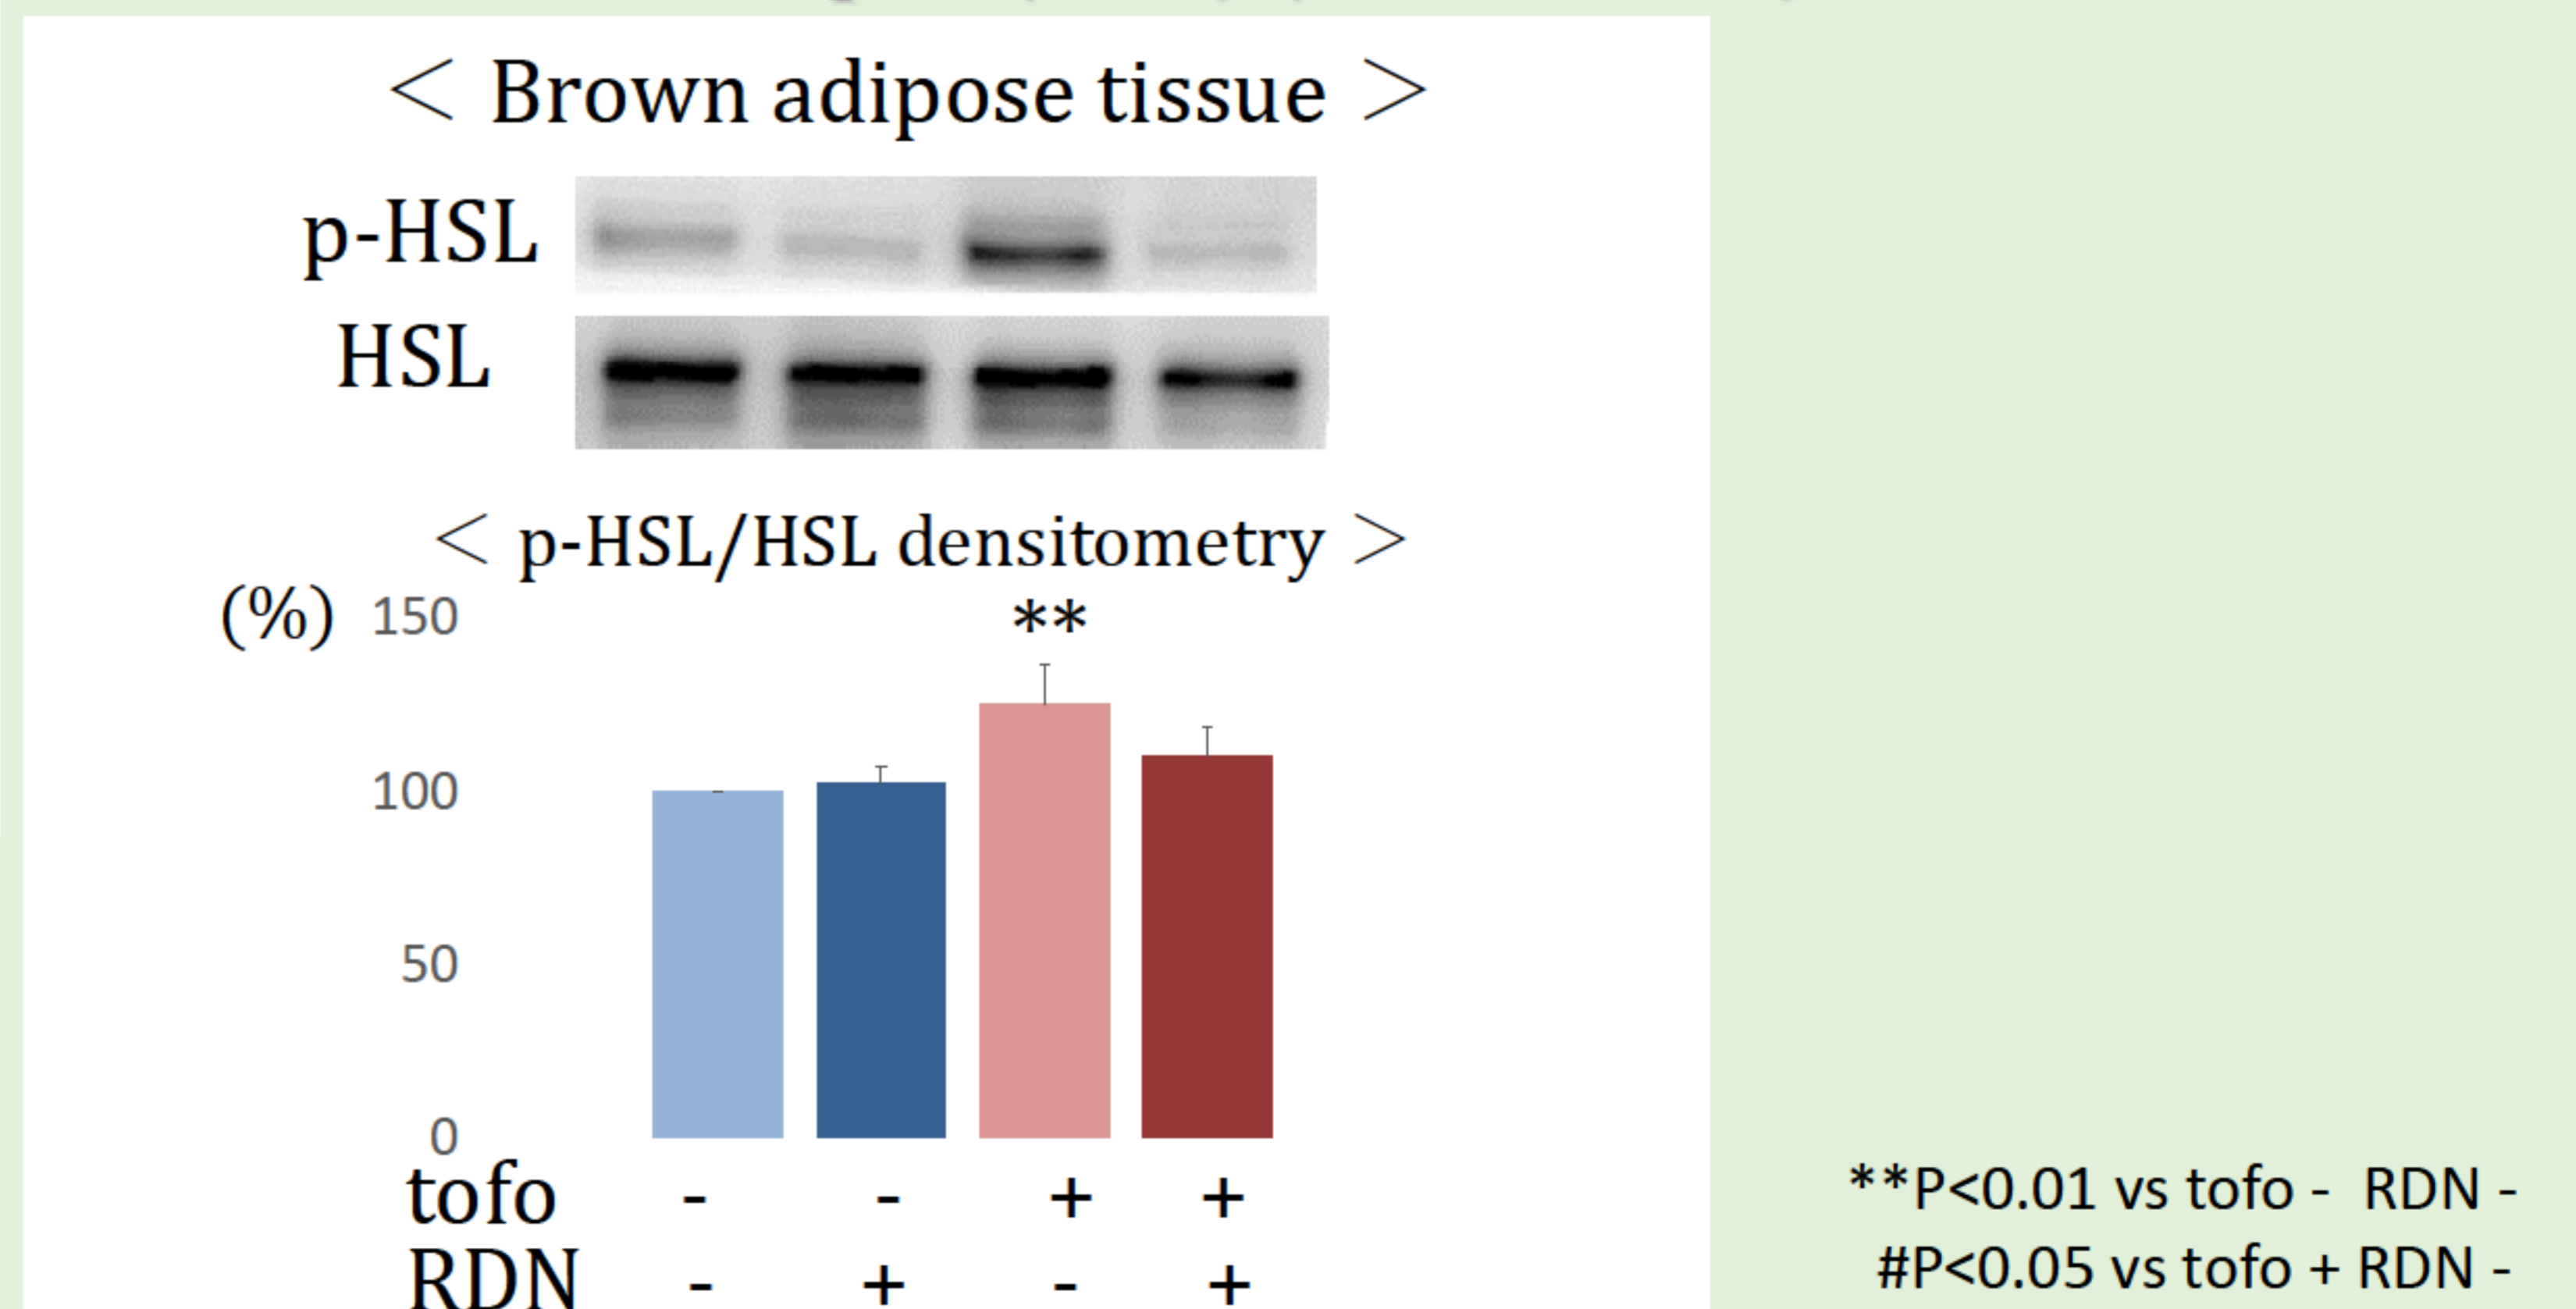 < Brown adipose tissue >
p-HSL
HSL
< p-HSL/HSL densitometry >
(%) 150
**
100
50
0
tofo - - + +
RDN - + - +
**P<0.01 vs tofo - RDN -
#P<0.05 vs tofo + RDN -